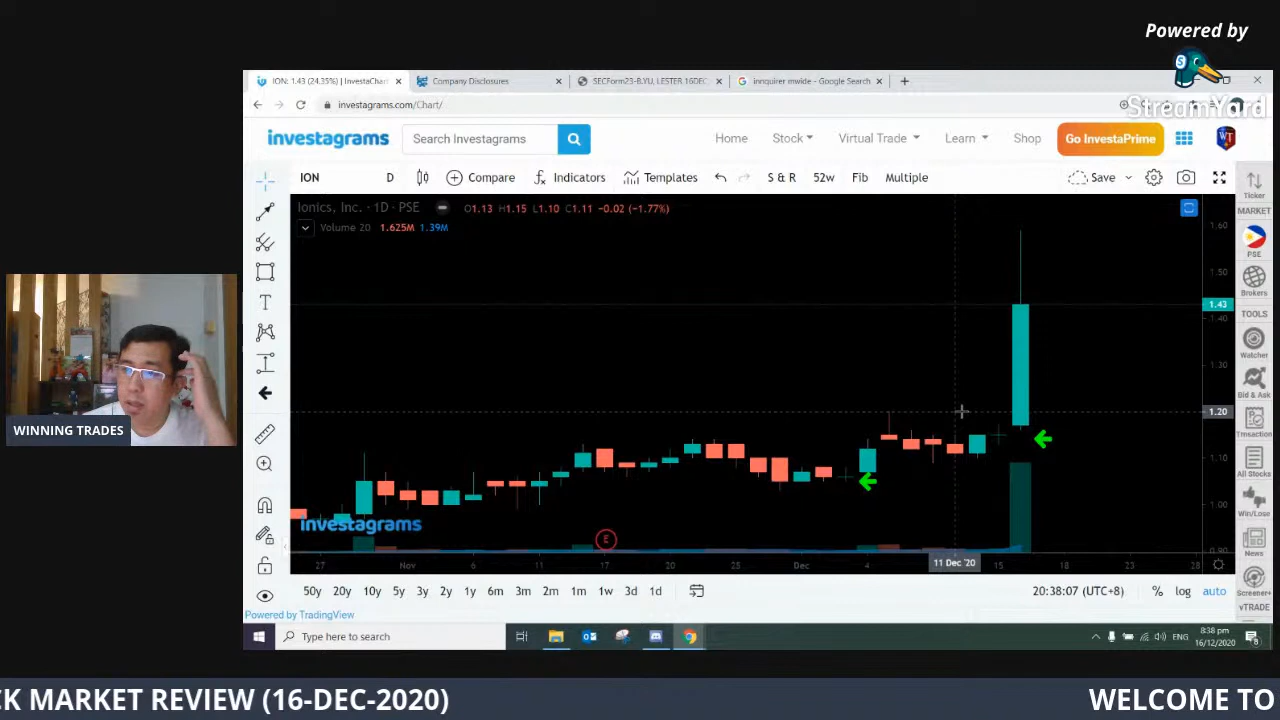 Powered by
StreamYard
ION: 1.43 (24.35%) | InvestaChar
Company Disclosures
SECForm23-B.YU, LESTER.16DEC
innquirer mwide - Google Search
investagrams.com/Chart/
investagrams
Search Investagrams
Home
Stock
Virtual Trade
Learn
Shop
Go InvestaPrime
WT
ION
D
Compare
Indicators
Templates
S & R
52w
Fib
Multiple
Save
Ticker
MARKET
PSE
Brokers
TOOLS
Watcher
Bid & Ask
Trnsaction
All Stocks
Win/Lose
News
Screener+
vTRADE
Ionics, Inc. · 1D · PSE
O1.13 H1.15 L1.10 C1.11 -0.02 (-1.77%)
Volume 20 1.625M 1.39M
1.60
1.50
1.43
1.40
1.30
1.20
1.10
1.00
0.90
investagrams
E
27
Nov
6
11
17
20
25
Dec
4
11 Dec '20
15
18
23
28
50y
20y
10y
5y
3y
2y
1y
6m
3m
2m
1m
1w
3d
1d
20:38:07 (UTC+8)
%
log
auto
Powered by TradingView
Type here to search
ENG
8:38 pm
16/12/2020
WINNING TRADES
CK MARKET REVIEW (16-DEC-2020)
WELCOME TO